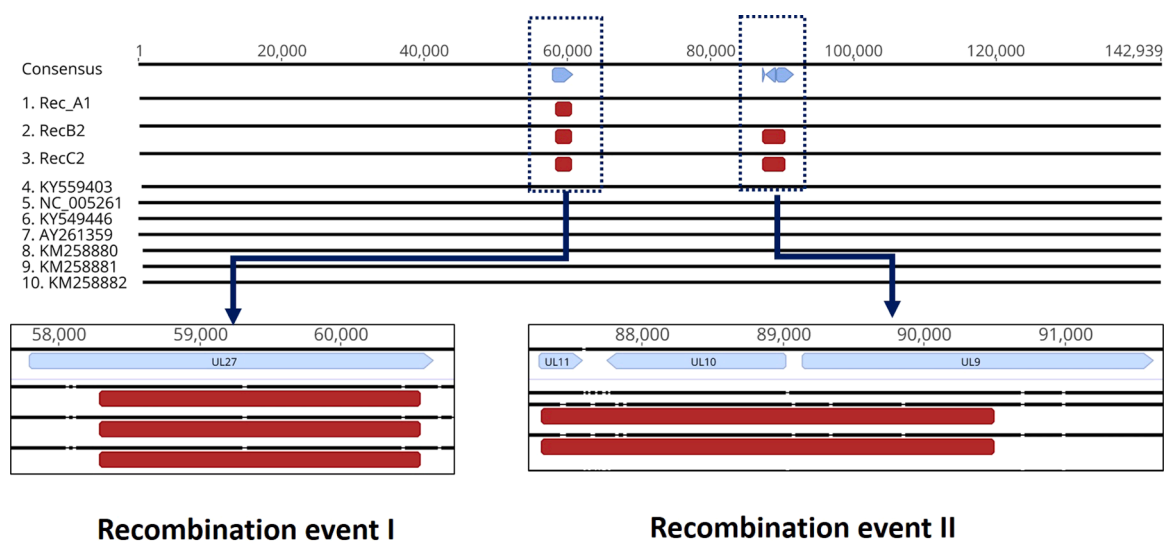 1 20,000 40,000 60,000 80,000 100,000 120,000 142,939
Consensus
1. Rec_A1
2. RecB2
3. RecC2
4. KY559403
5. NC_005261
6. KY549446
7. AY261359
8. KM258880
9. KM258881
10. KM258882
58,000 59,000 60,000
UL27
88,000 89,000 90,000 91,000
UL11 UL10 UL9
Recombination event I
Recombination event II